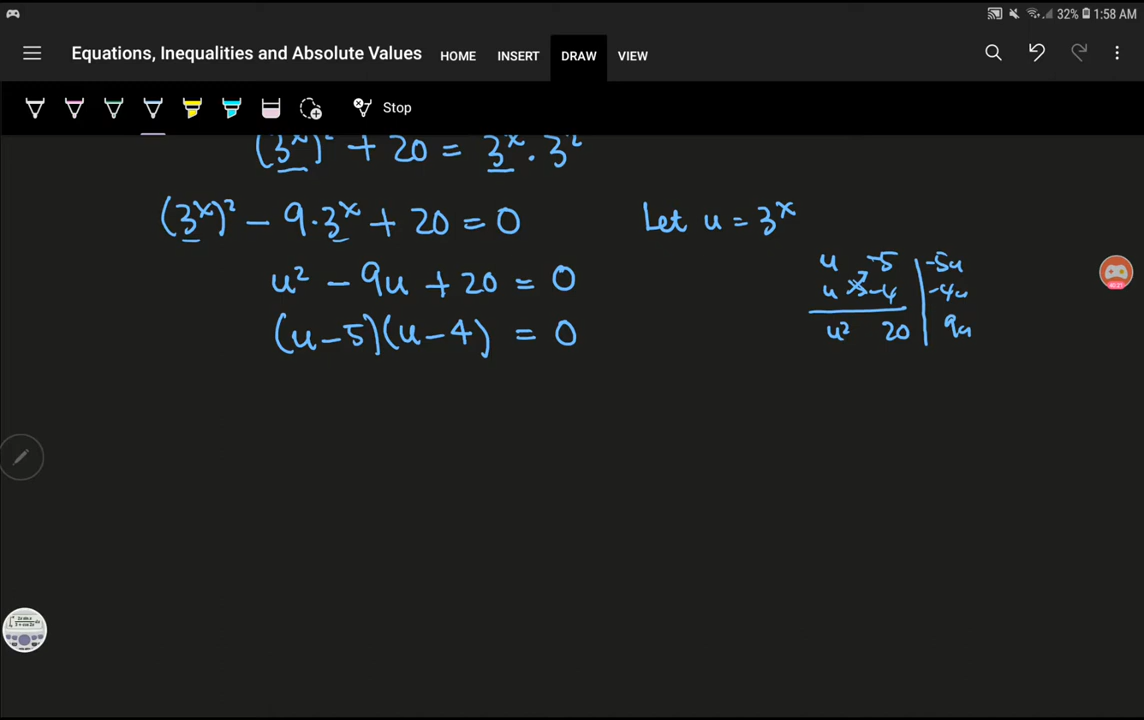 32% 1:58 AM
Equations, Inequalities and Absolute Values HOME INSERT DRAW VIEW
Stop
(3ˣ)² + 20 = 3ˣ · 3²
(3ˣ)² − 9·3ˣ + 20 = 0
Let u = 3ˣ
u² − 9u + 20 = 0
(u − 5)(u − 4) = 0
u −5 | −5u
u −4 | −4u
u² 20 | 9u